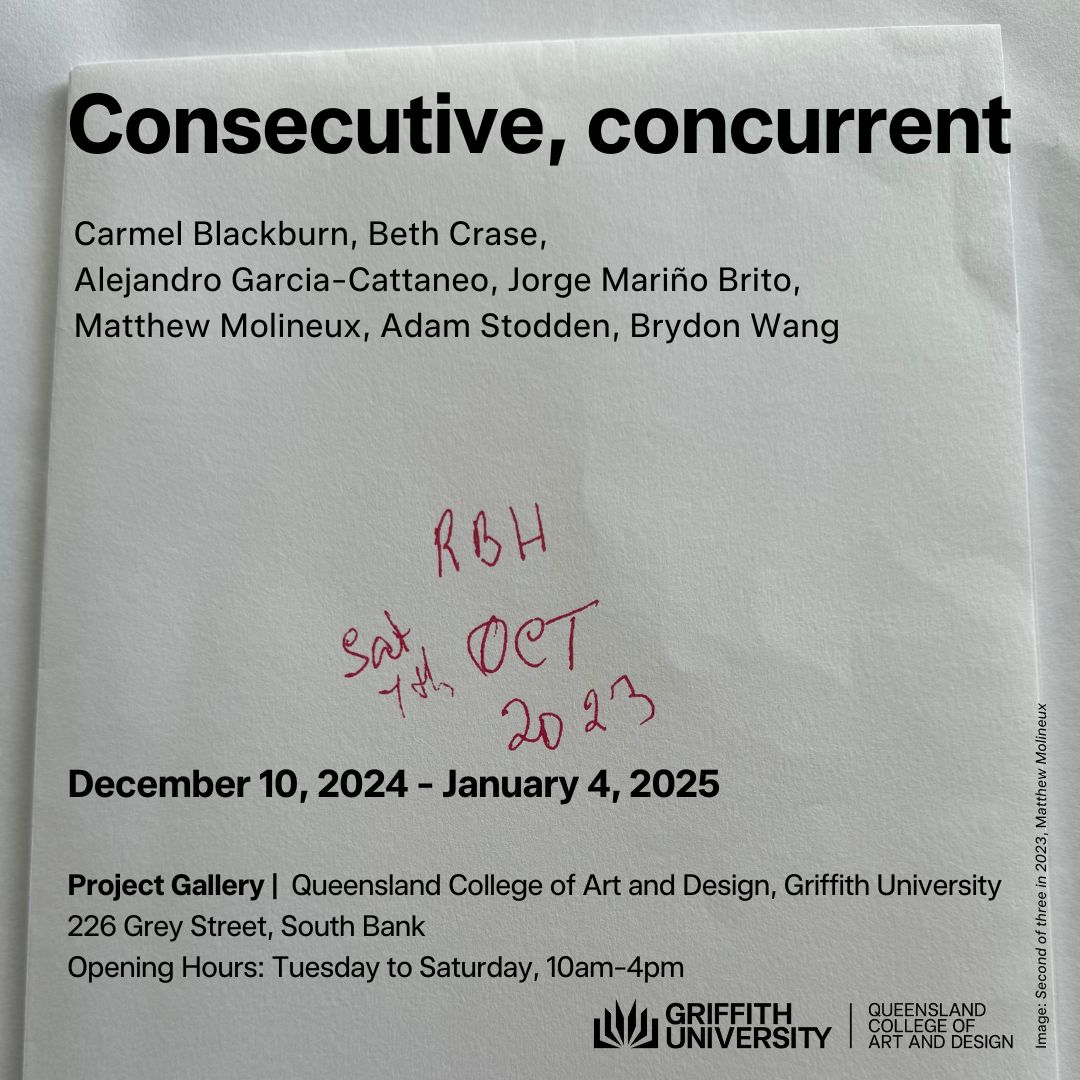 Consecutive, concurrent
Carmel Blackburn, Beth Crase,
Alejandro Garcia-Cattaneo, Jorge Mariño Brito,
Matthew Molineux, Adam Stodden, Brydon Wang
RBH
Sat
7th OCT
2023
December 10, 2024 - January 4, 2025
Project Gallery | Queensland College of Art and Design, Griffith University
226 Grey Street, South Bank
Opening Hours: Tuesday to Saturday, 10am-4pm
GRIFFITH
UNIVERSITY
QUEENSLAND
COLLEGE OF
ART AND DESIGN
Image: Second of three in 2023, Matthew Molineux